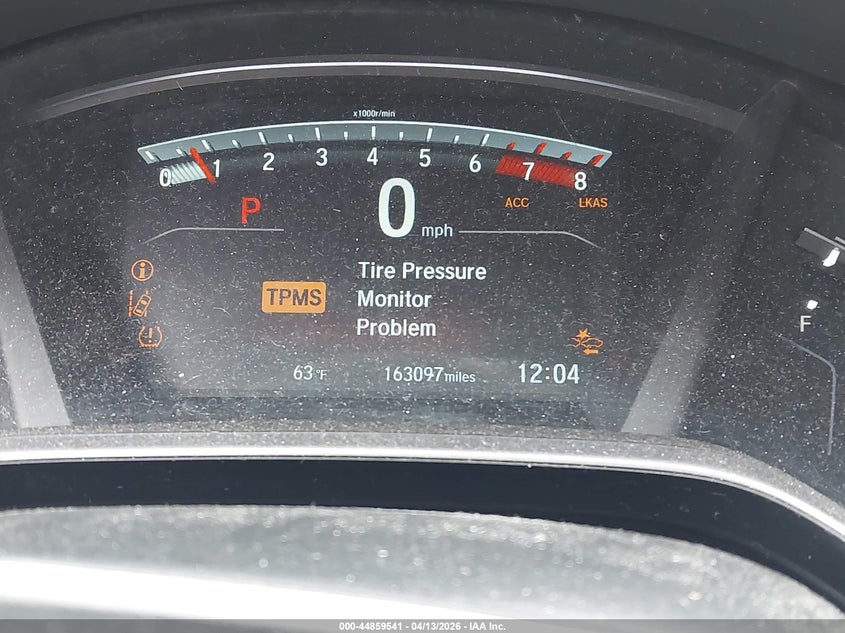 x1000r/min
0 1 2 3 4 5 6 7 8
P 0 mph ACC LKAS
Tire Pressure
TPMS Monitor
Problem
F
63°F 163097miles 12:04
000-44859541 - 04/13/2026 - IAA Inc.